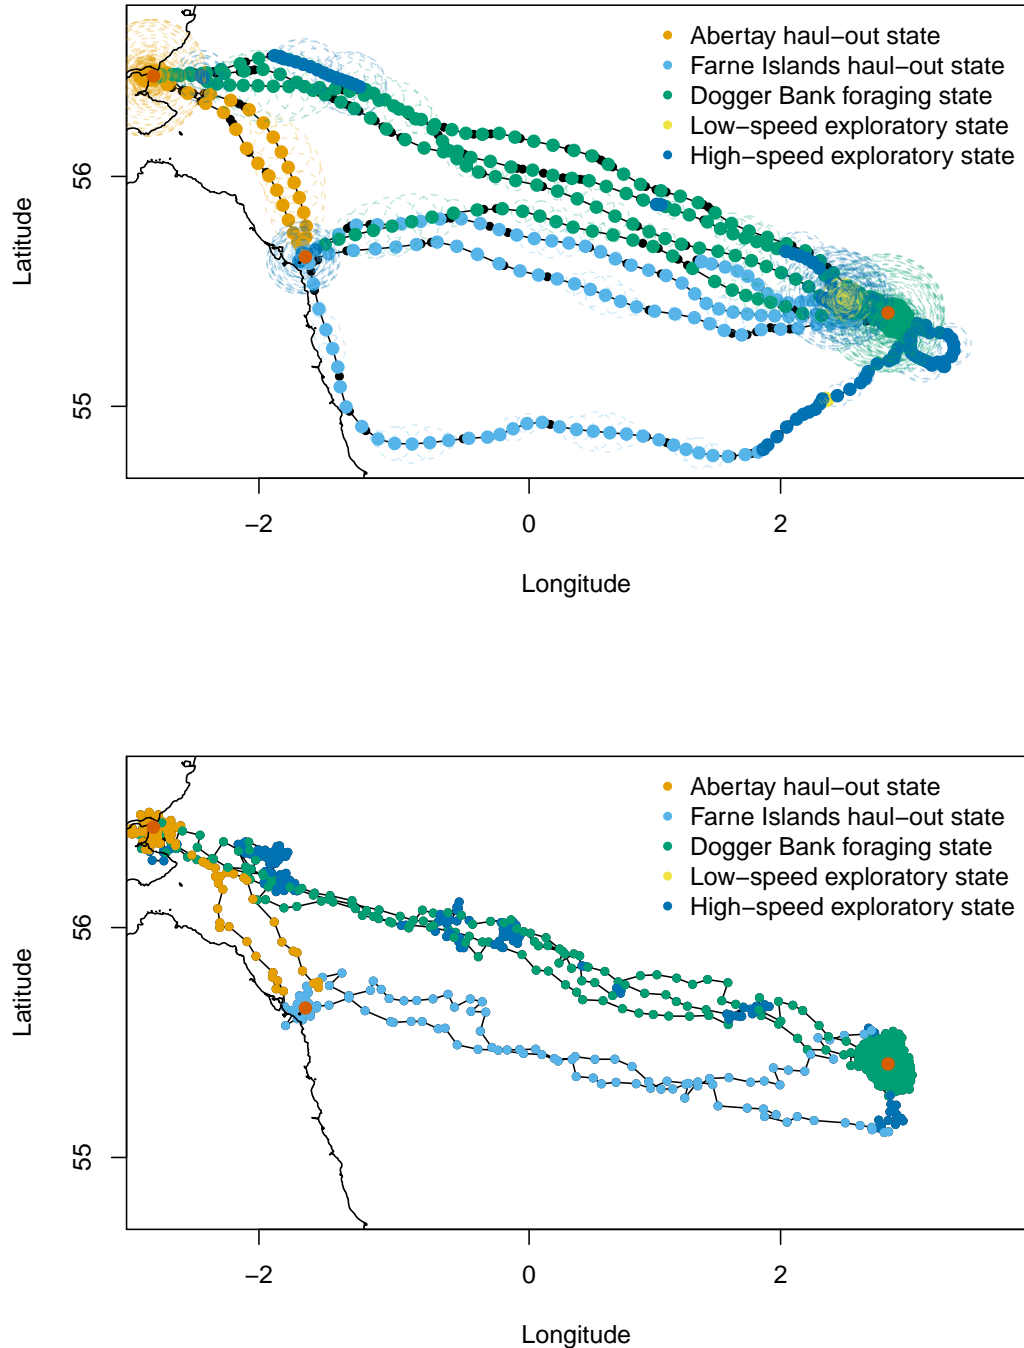 Abertay haul−out state
Farne Islands haul−out state
Dogger Bank foraging state
Low−speed exploratory state
High−speed exploratory state
56
55
Latitude
−2 0 2
Longitude
Abertay haul−out state
Farne Islands haul−out state
Dogger Bank foraging state
Low−speed exploratory state
High−speed exploratory state
56
55
Latitude
−2 0 2
Longitude